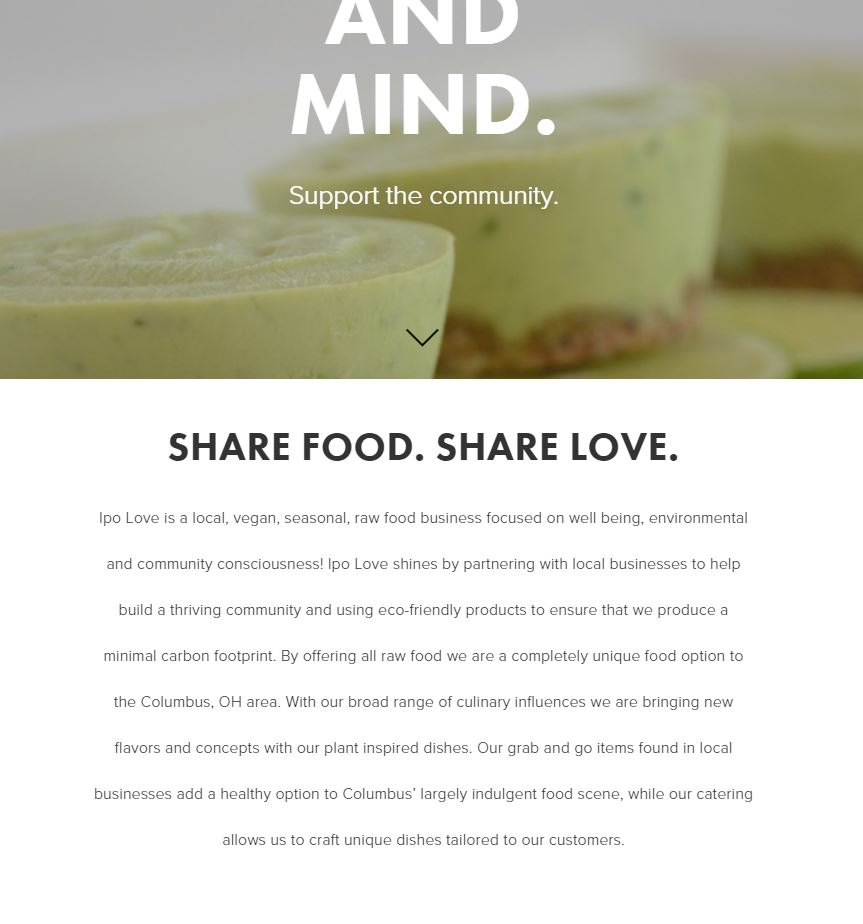 AND
MIND.
Support the community.
SHARE FOOD. SHARE LOVE.
Ipo Love is a local, vegan, seasonal, raw food business focused on well being, environmental
and community consciousness! Ipo Love shines by partnering with local businesses to help
build a thriving community and using eco-friendly products to ensure that we produce a
minimal carbon footprint. By offering all raw food we are a completely unique food option to
the Columbus, OH area. With our broad range of culinary influences we are bringing new
flavors and concepts with our plant inspired dishes. Our grab and go items found in local
businesses add a healthy option to Columbus’ largely indulgent food scene, while our catering
allows us to craft unique dishes tailored to our customers.